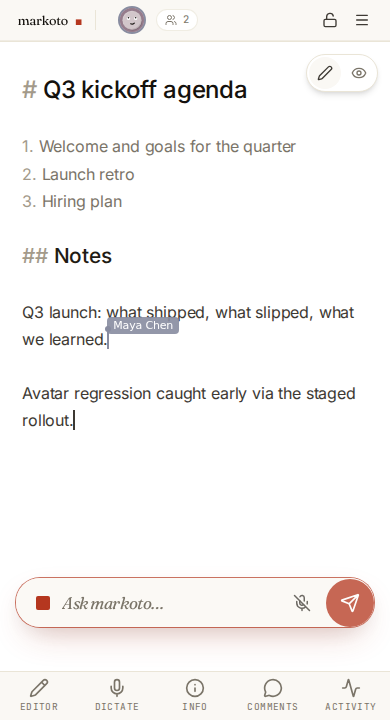 markoto
2
# Q3 kickoff agenda
1. Welcome and goals for the quarter
2. Launch retro
3. Hiring plan
## Notes
Q3 launch: what shipped, what slipped, what
Maya Chen
we learned.
Avatar regression caught early via the staged
rollout.
Ask markoto...
EDITOR DICTATE INFO COMMENTS ACTIVITY